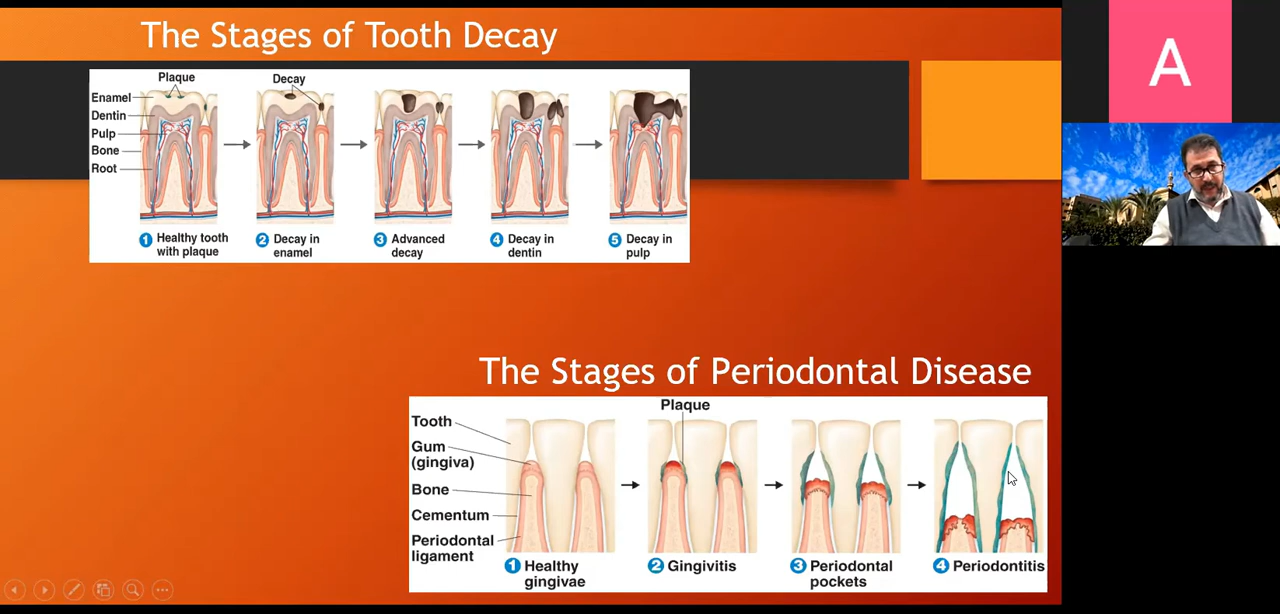 The Stages of Tooth Decay
Plaque
Decay
Enamel
Dentin
Pulp
Bone
Root
1 Healthy tooth
with plaque
2 Decay in
enamel
3 Advanced
decay
4 Decay in
dentin
5 Decay in
pulp
A
The Stages of Periodontal Disease
Plaque
Tooth
Gum
(gingiva)
Bone
Cementum
Periodontal
ligament
1 Healthy
gingivae
2 Gingivitis
3 Periodontal
pockets
4 Periodontitis